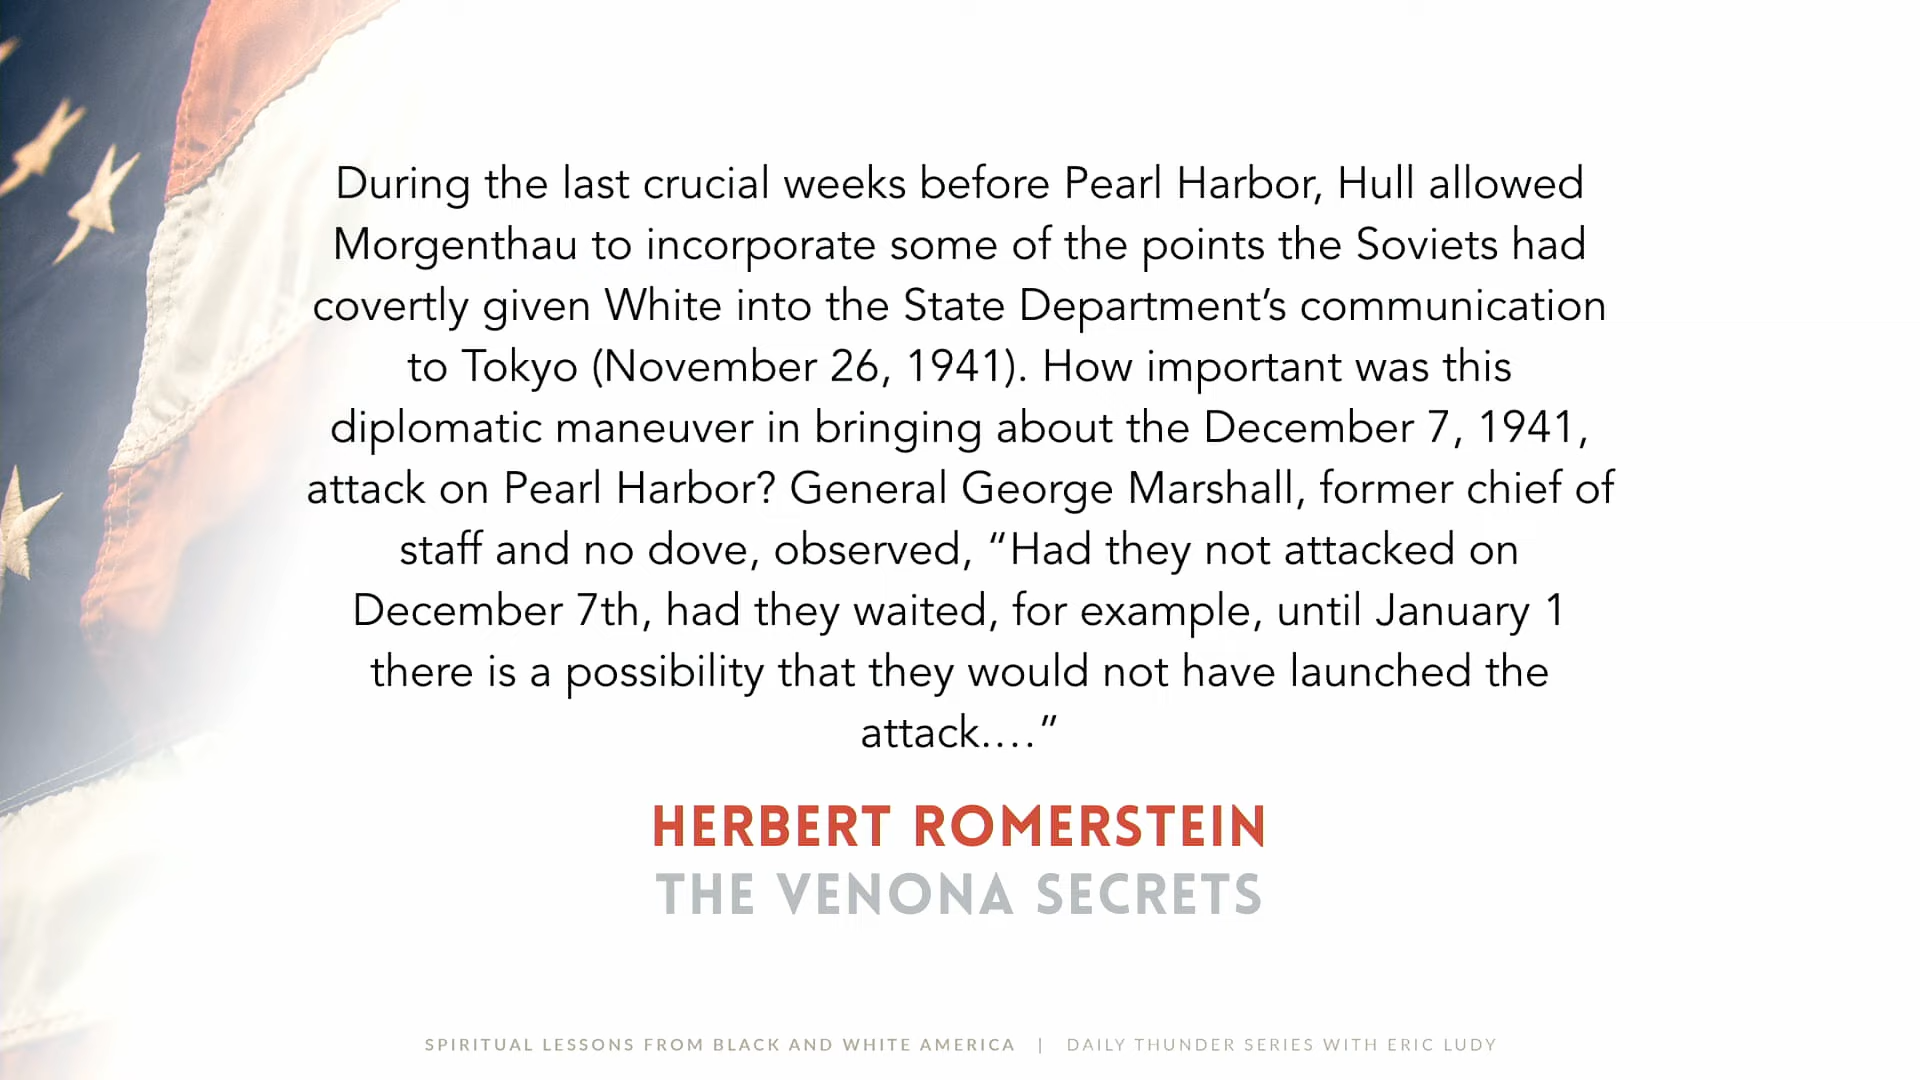 During the last crucial weeks before Pearl Harbor, Hull allowed
Morgenthau to incorporate some of the points the Soviets had
covertly given White into the State Department’s communication
to Tokyo (November 26, 1941). How important was this
diplomatic maneuver in bringing about the December 7, 1941,
attack on Pearl Harbor? General George Marshall, former chief of
staff and no dove, observed, “Had they not attacked on
December 7th, had they waited, for example, until January 1
there is a possibility that they would not have launched the
attack....”
HERBERT ROMERSTEIN
THE VENONA SECRETS
SPIRITUAL LESSONS FROM BLACK AND WHITE AMERICA | DAILY THUNDER SERIES WITH ERIC LUDY